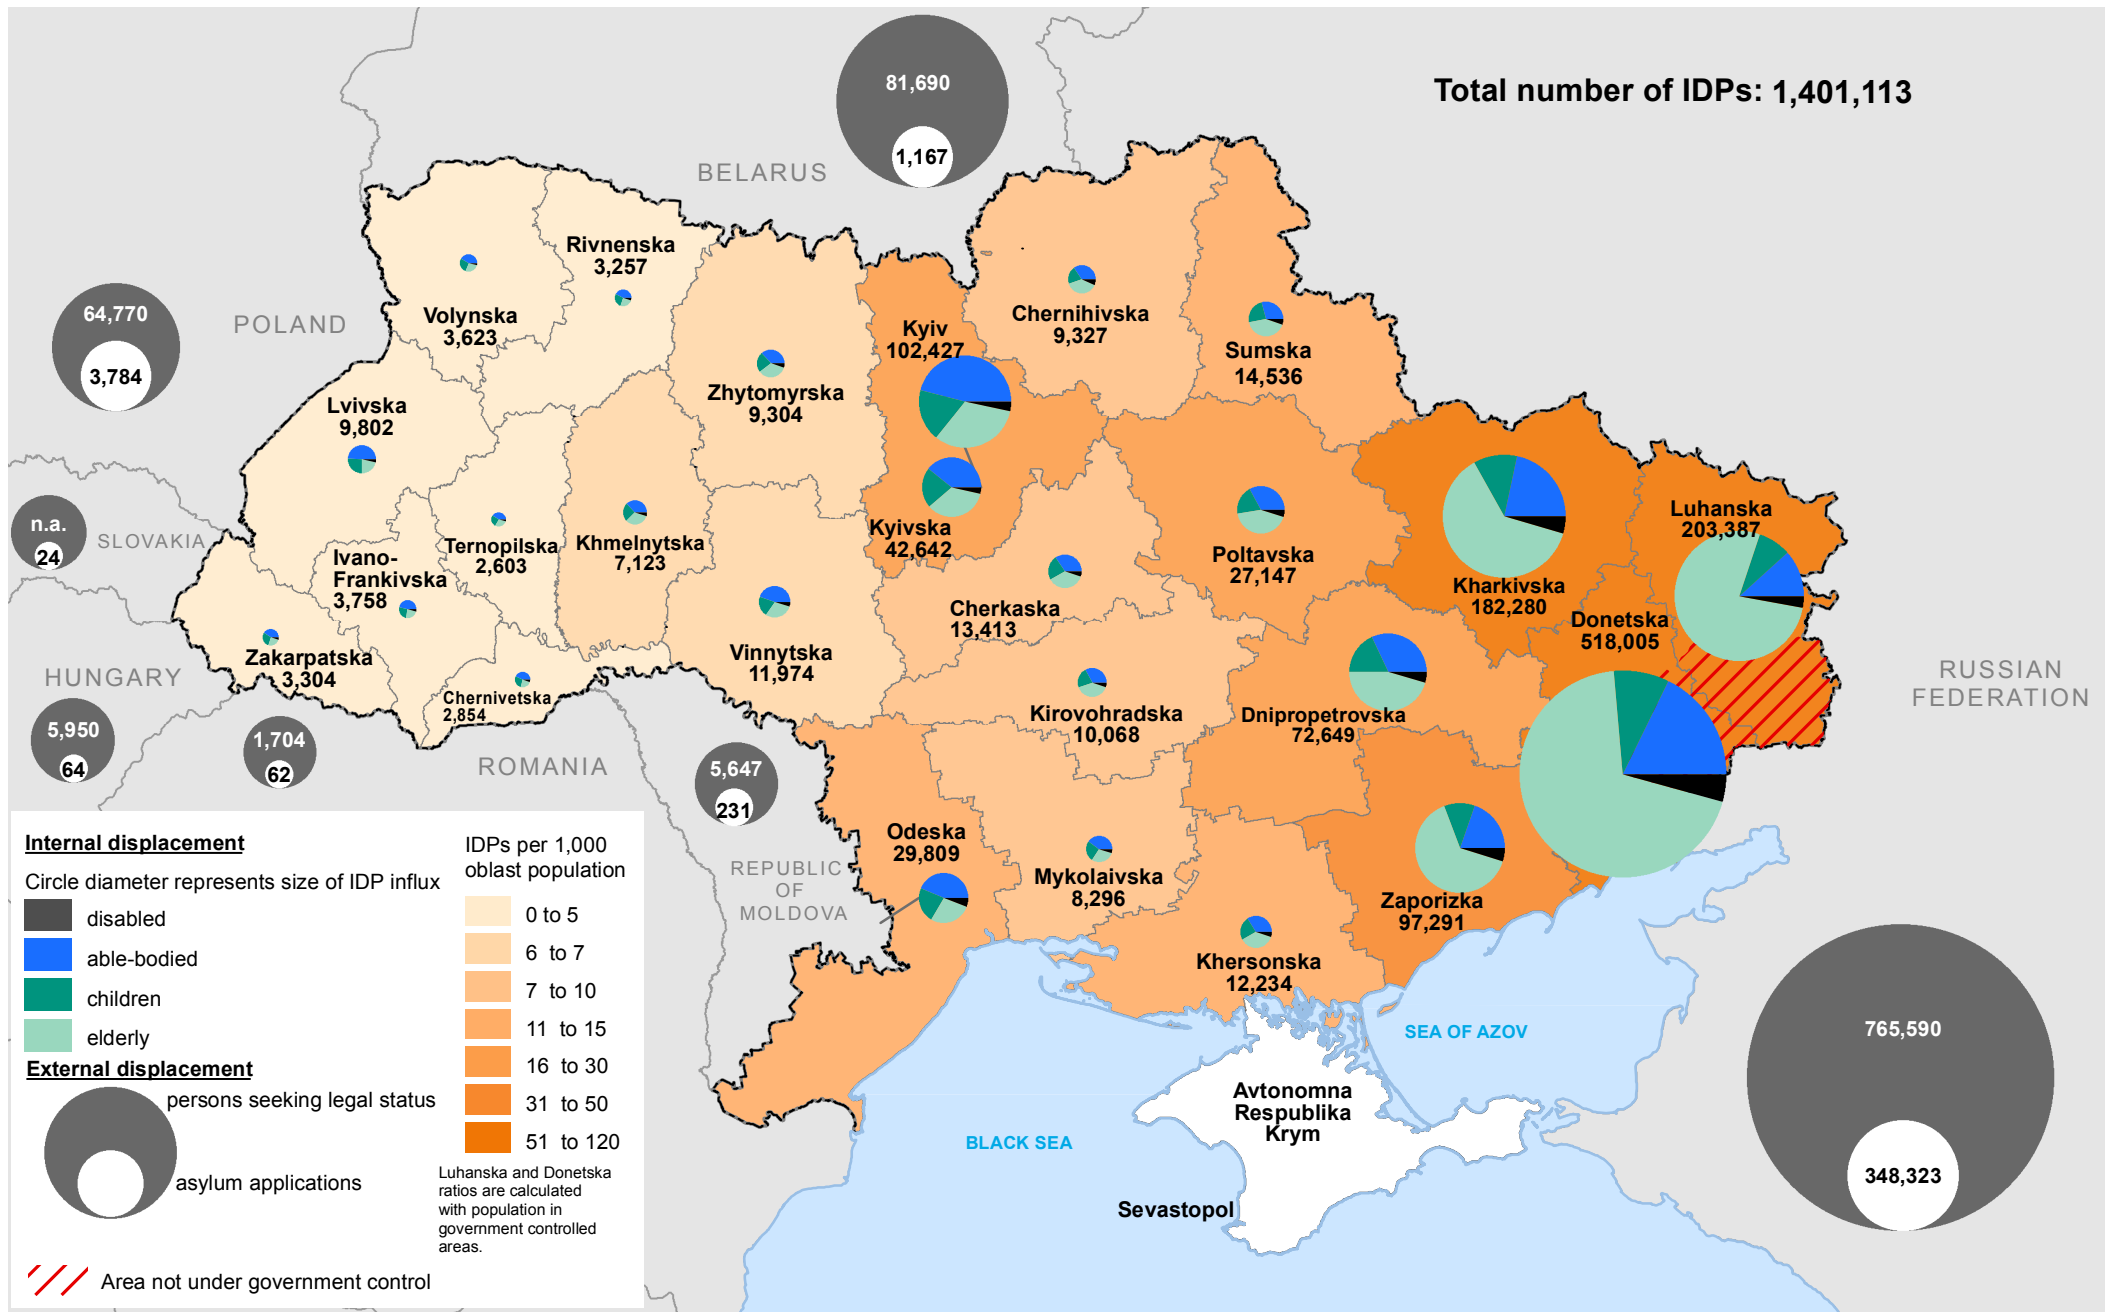 Total number of IDPs: 1,401,113
81,690
1,167
BELARUS
Rivnenska
3,257
Volynska
3,623
64,770
3,784
POLAND
Kyiv
102,427
Chernihivska
9,327
Sumska
14,536
Zhytomyrska
9,304
Lvivska
9,802
n.a.
24
SLOVAKIA
Ivano-
Frankivska
3,758
Ternopilska
2,603
Khmelnytska
7,123
Kyivska
42,642
Poltavska
27,147
Kharkivska
182,280
Luhanska
203,387
Donetska
518,005
Cherkaska
13,413
Zakarpatska
3,304
Chernivetska
2,854
Vinnytska
11,974
Kirovohradska
10,068
Dnipropetrovska
72,649
RUSSIAN
FEDERATION
HUNGARY
5,950
64
1,704
62
ROMANIA
5,647
231
REPUBLIC
OF
MOLDOVA
Odeska
29,809
Mykolaivska
8,296
Zaporizka
97,291
Khersonska
12,234
SEA OF AZOV
765,590
348,323
Avtonomna
Respublika
Krym
BLACK SEA
Sevastopol
Internal displacement
Circle diameter represents size of IDP influx
disabled
able-bodied
children
elderly
External displacement
persons seeking legal status
asylum applications
Area not under government control
IDPs per 1,000
oblast population
0 to 5
6 to 7
7 to 10
11 to 15
16 to 30
31 to 50
51 to 120
Luhanska and Donetska
ratios are calculated
with population in
government controlled
areas.